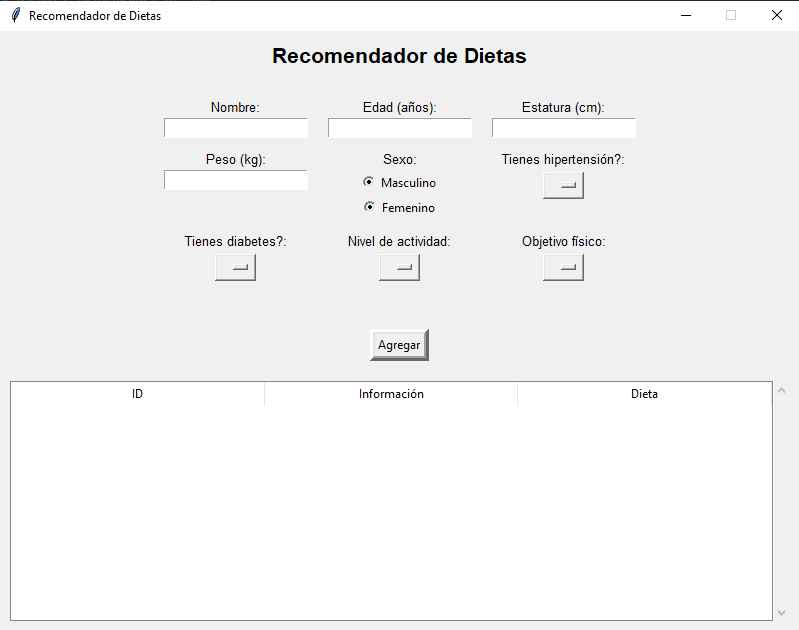 Recomendador de Dietas
Recomendador de Dietas
Nombre: Edad (años): Estatura (cm):
Peso (kg): Sexo: Tienes hipertensión?:
Masculino
Femenino
Tienes diabetes?: Nivel de actividad: Objetivo físico:
Agregar
ID Información Dieta